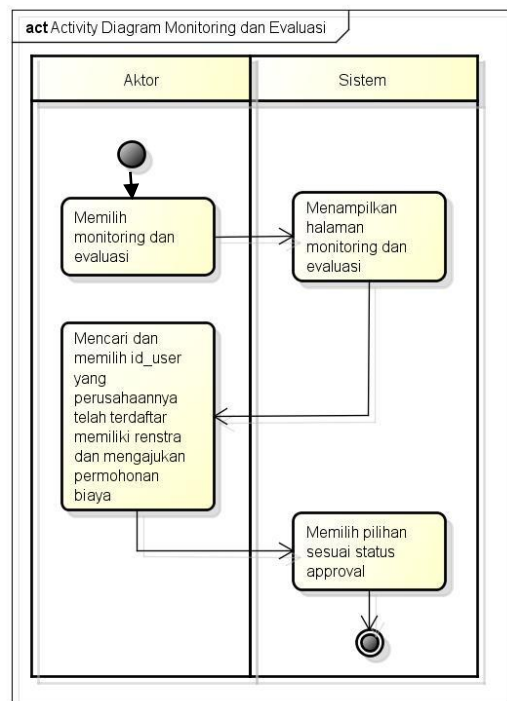 act Activity Diagram Monitoring dan Evaluasi
Aktor
Sistem
Memilih
monitoring dan
evaluasi
Menampilkan
halaman
monitoring dan
evaluasi
Mencari dan
memilih id_user
yang
perusahaannya
telah terdaftar
memiliki renstra
dan mengajukan
permohonan
biaya
Memilih pilihan
sesuai status
approval